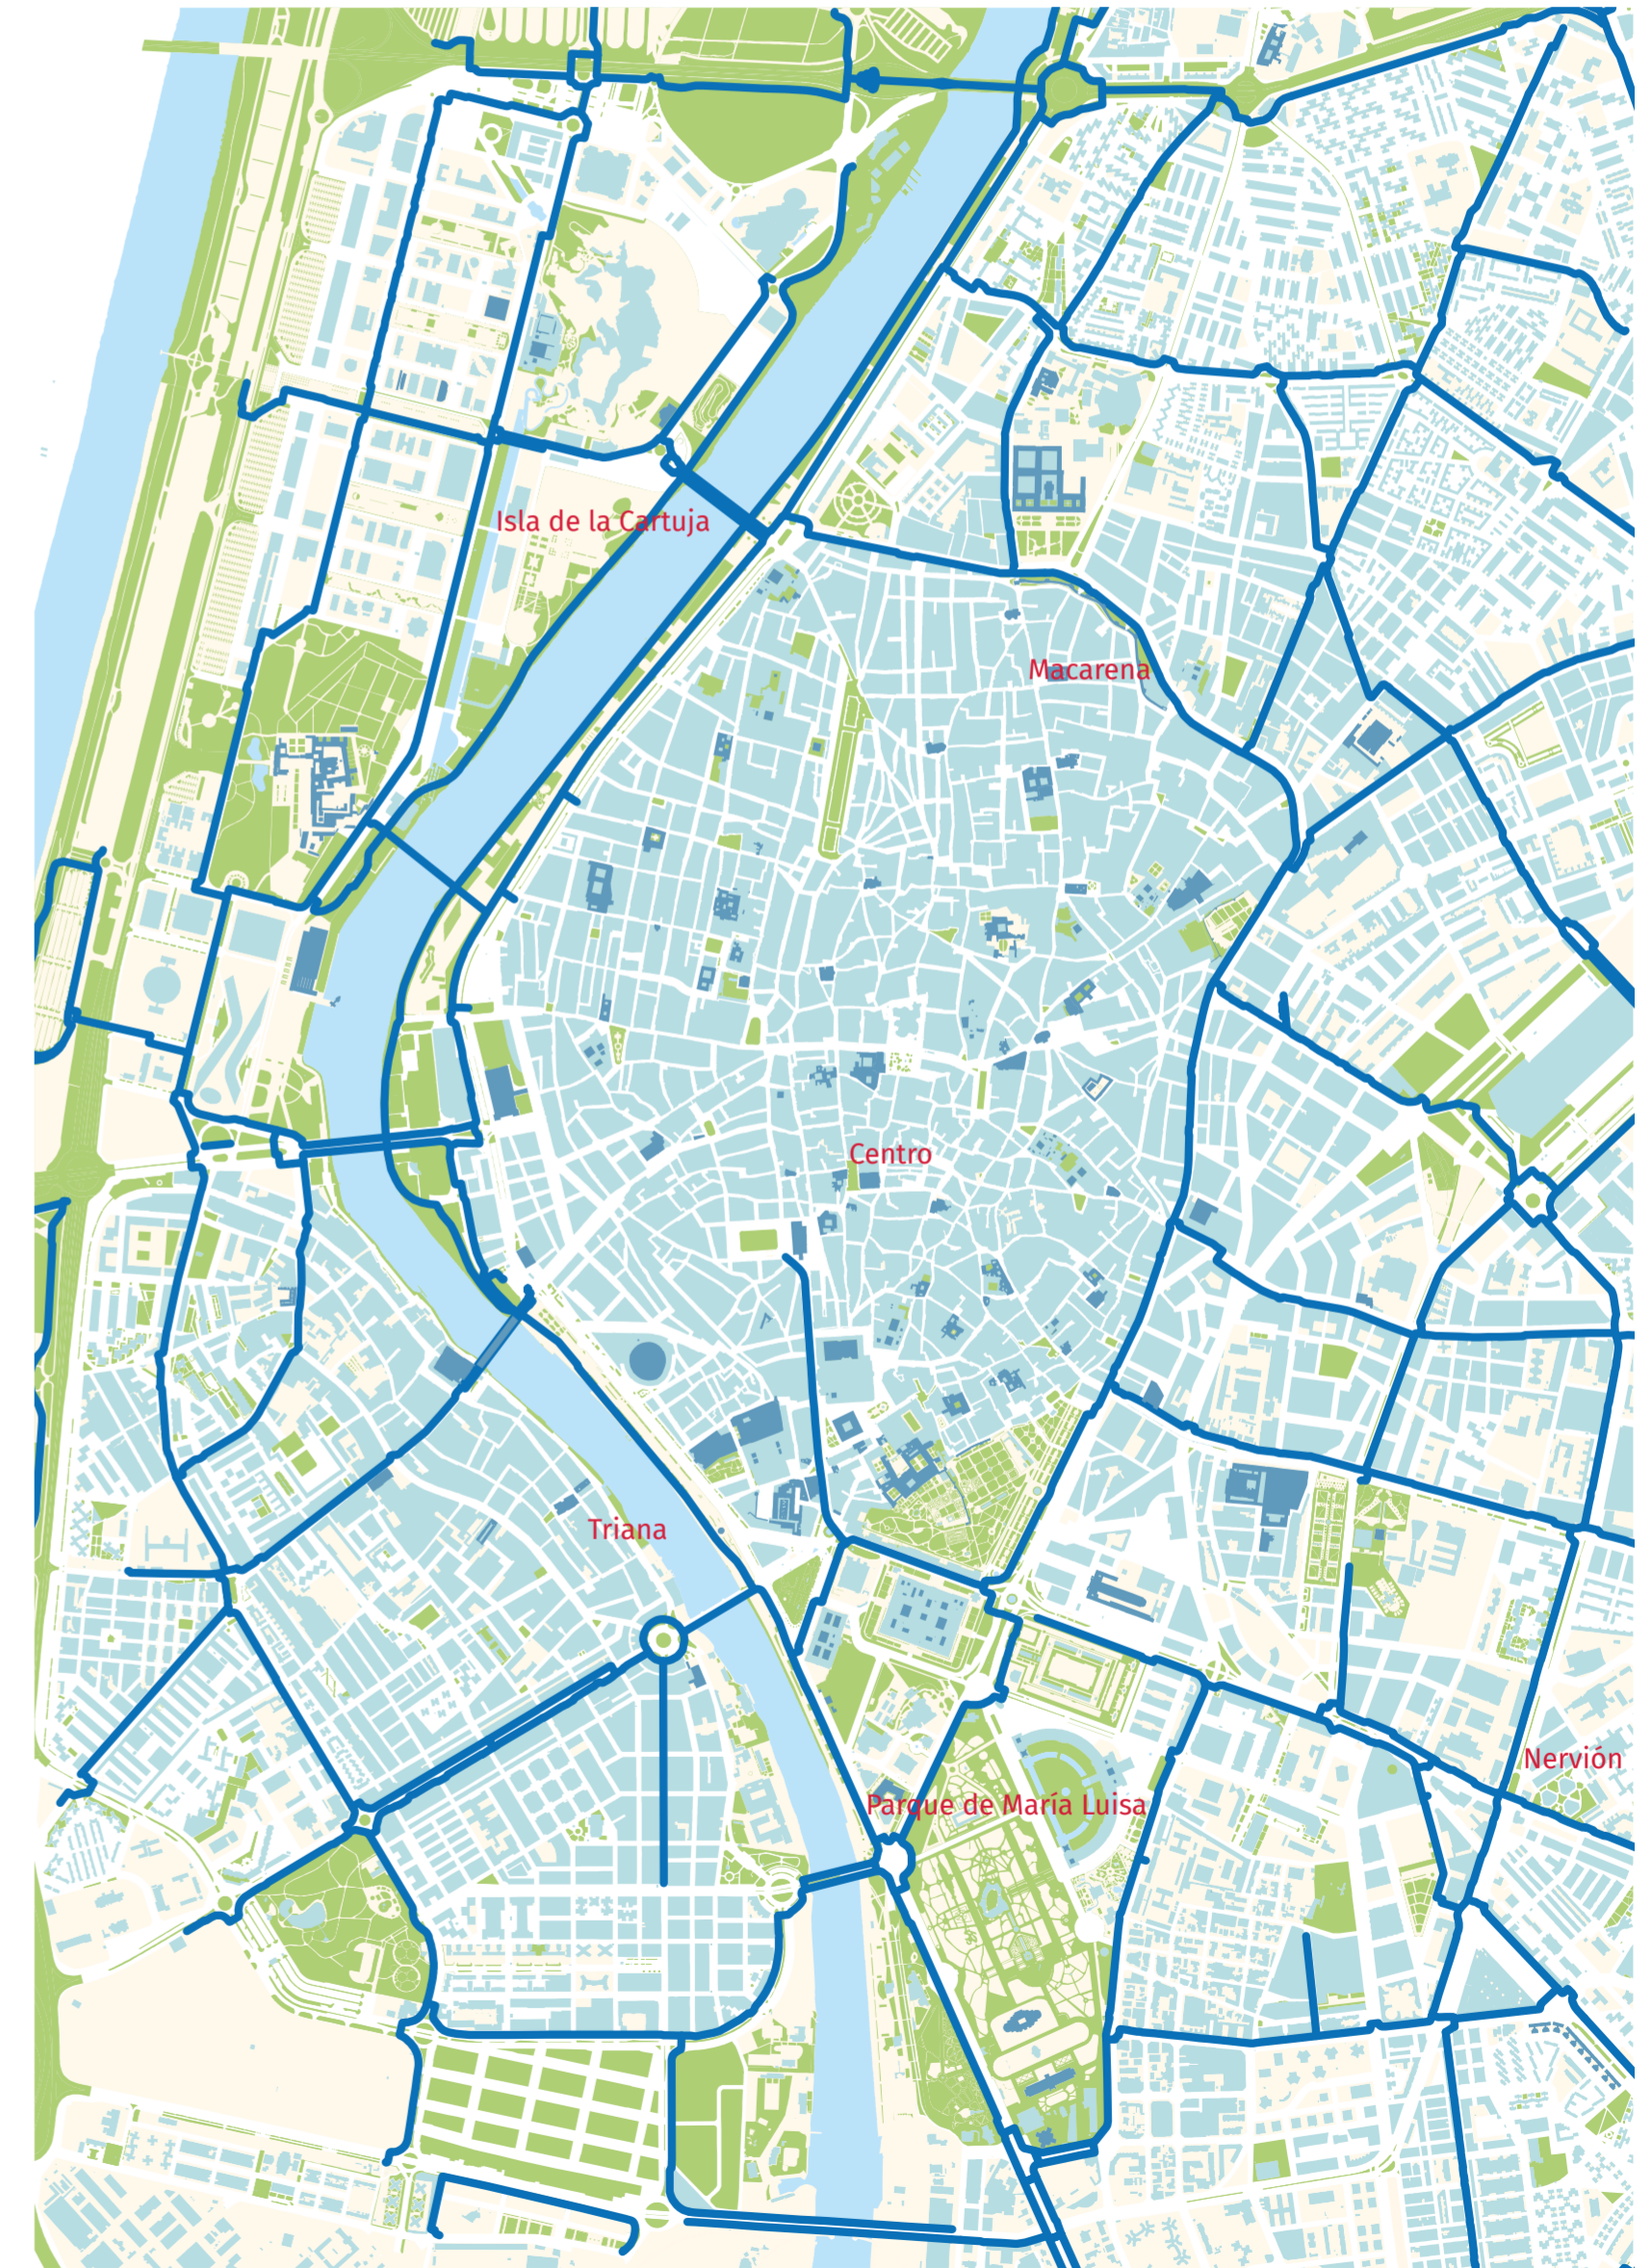 Isla de la Cartuja
Macarena
Centro
Triana
Nervión
Parque de María Luisa